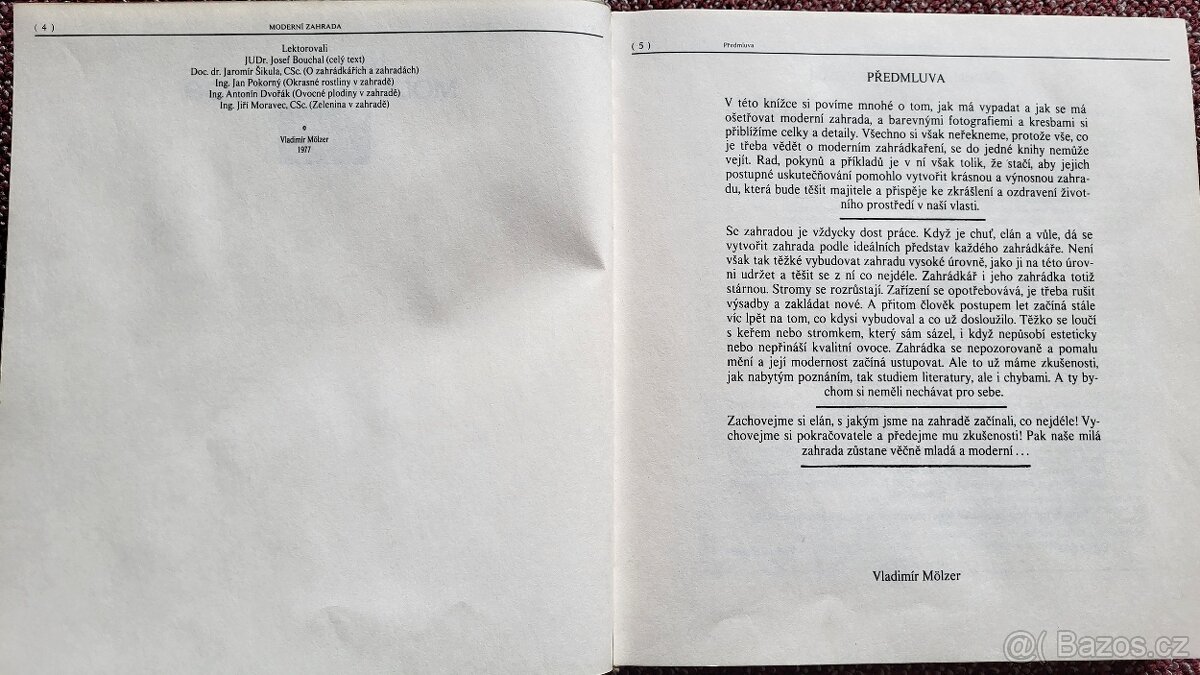 ( 4 )
MODERNÍ ZAHRADA
Lektorovali
JUDr. Josef Bouchal (celý text)
Doc. dr. Jaromír Šikula, CSc. (O zahrádkářích a zahradách)
Ing. Jan Pokorný (Okrasné rostliny v zahradě)
Ing. Antonín Dvořák (Ovocné plodiny v zahradě)
Ing. Jiří Moravec, CSc. (Zelenina v zahradě)
©
Vladimír Mölzer
1977
( 5 )
Předmluva
PŘEDMLUVA
V této knížce si povíme mnohé o tom, jak má vypadat a jak se má
ošetřovat moderní zahrada, a barevnými fotografiemi a kresbami si
přiblížíme celky a detaily. Všechno si však neřekneme, protože vše, co
je třeba vědět o moderním zahrádkaření, se do jedné knihy nemůže
vejít. Rad, pokynů a příkladů je v ní však tolik, že stačí, aby jejich
postupné uskutečňování pomohlo vytvořit krásnou a výnosnou zahra-
du, která bude těšit majitele a přispěje ke zkrášlení a ozdravení život-
ního prostředí v naší vlasti.
Se zahradou je vždycky dost práce. Když je chuť, elán a vůle, dá se
vytvořit zahrada podle ideálních představ každého zahrádkáře. Není
však tak těžké vybudovat zahradu vysoké úrovně, jako ji na této úrov-
ni udržet a těšit se z ní co nejdéle. Zahrádkář i jeho zahrádka totiž
stárnou. Stromy se rozrůstají. Zařízení se opotřebovává, je třeba rušit
výsadby a zakládat nové. A přitom člověk postupem let začíná stále
víc lpět na tom, co kdysi vybudoval a co už dosloužilo. Těžko se loučí
s keřem nebo stromkem, který sám sázel, i když nepůsobí esteticky
nebo nepřináší kvalitní ovoce. Zahrádka se nepozorovaně a pomalu
mění a její modernost začíná ustupovat. Ale to už máme zkušenosti,
jak nabytým poznáním, tak studiem literatury, ale i chybami. A ty by-
chom si neměli nechávat pro sebe.
Zachovejme si elán, s jakým jsme na zahradě začínali, co nejdéle! Vy-
chovejme si pokračovatele a předejme mu zkušenosti! Pak naše milá
zahrada zůstane věčně mladá a moderní ...
Vladimír Mölzer
@( Bazos.cz